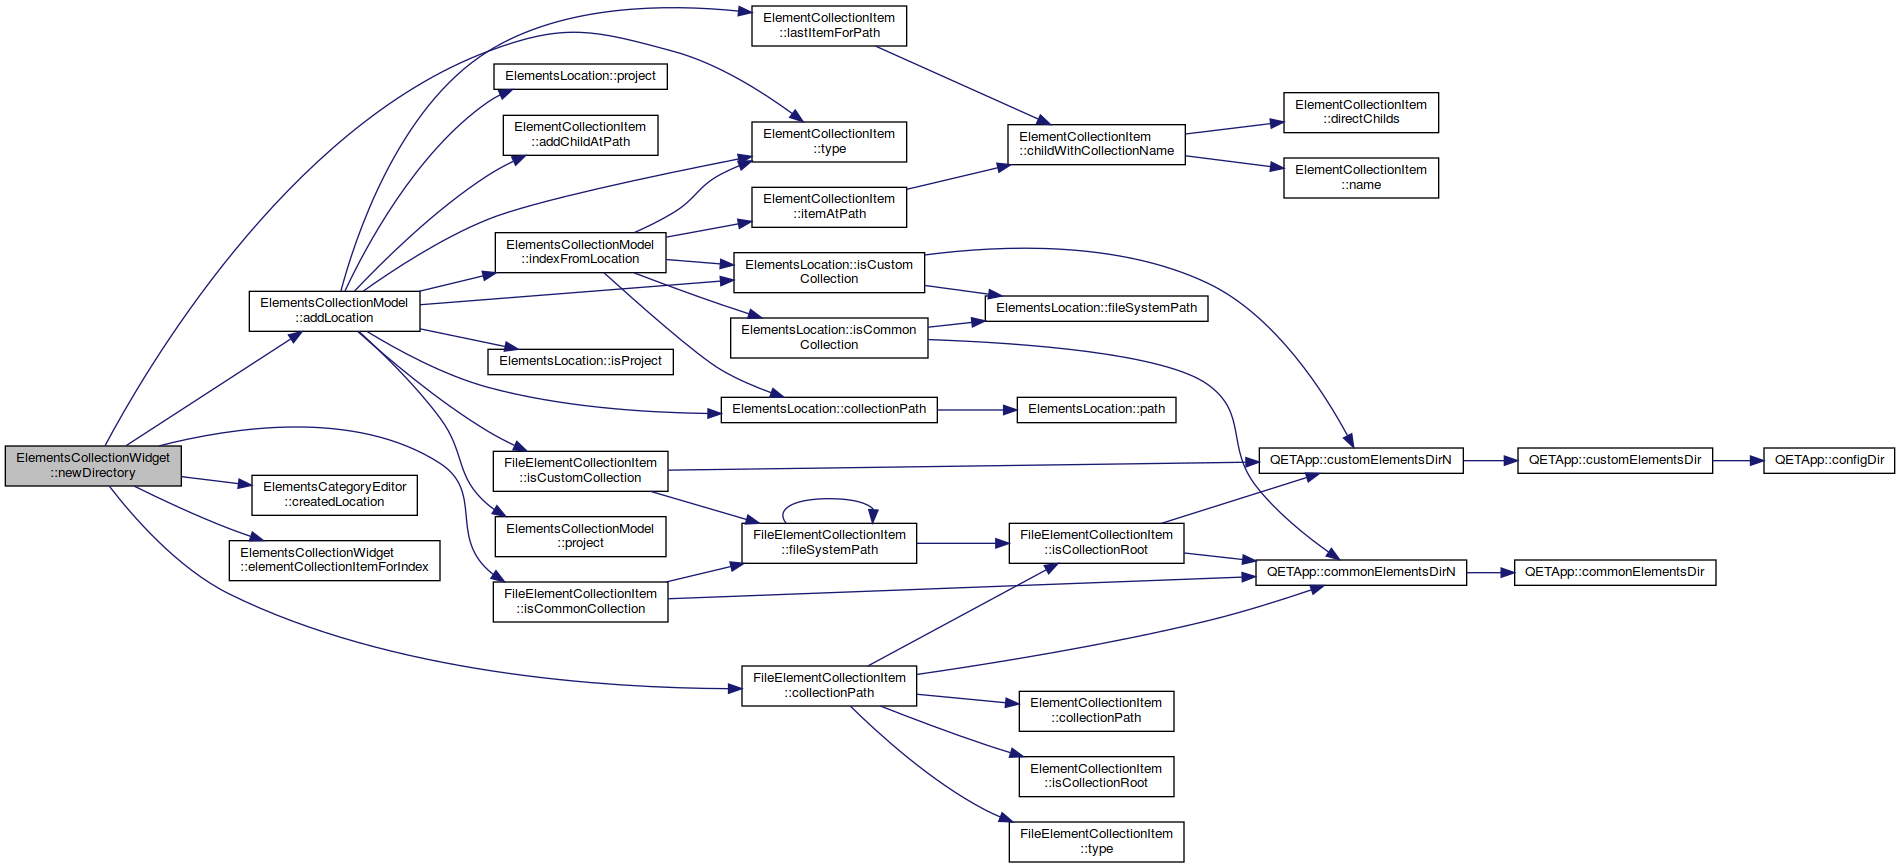 ElementCollectionItem
::lastItemForPath
ElementsLocation::project
ElementCollectionItem
::addChildAtPath
ElementCollectionItem
::type
ElementCollectionItem
::childWithCollectionName
ElementCollectionItem
::directChilds
ElementCollectionItem
::name
ElementCollectionItem
::itemAtPath
ElementsCollectionModel
::indexFromLocation
ElementsLocation::isCustom
Collection
ElementsLocation::fileSystemPath
ElementsCollectionModel
::addLocation
ElementsLocation::isCommon
Collection
ElementsLocation::isProject
ElementsLocation::collectionPath
ElementsLocation::path
ElementsCollectionWidget
::newDirectory
FileElementCollectionItem
::isCustomCollection
QETApp::customElementsDirN
QETApp::customElementsDir
QETApp::configDir
ElementsCategoryEditor
::createdLocation
ElementsCollectionModel
::project
FileElementCollectionItem
::fileSystemPath
FileElementCollectionItem
::isCollectionRoot
ElementsCollectionWidget
::elementCollectionItemForIndex
QETApp::commonElementsDirN
QETApp::commonElementsDir
FileElementCollectionItem
::isCommonCollection
FileElementCollectionItem
::collectionPath
ElementCollectionItem
::collectionPath
ElementCollectionItem
::isCollectionRoot
FileElementCollectionItem
::type